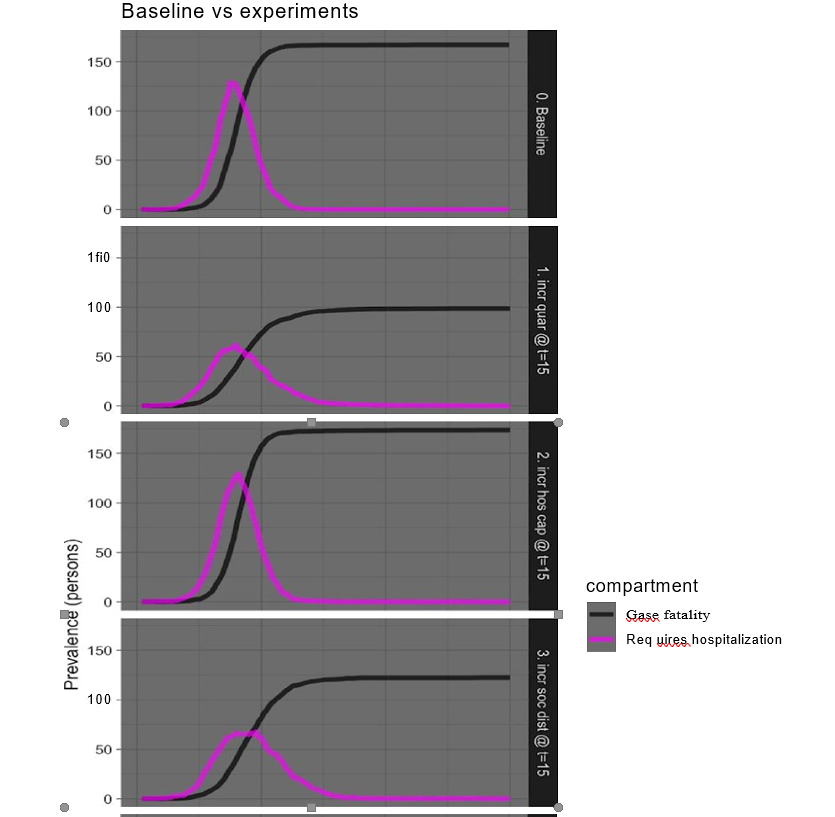 Baseline vs experiments
150
100
50
0
0. Baseline
1fi0
100
50
0
1. incr quar @ t=15
150
100
50
0
2. incr hos cap @ t=15
Prevalence (persons)
150
100
50
0
3. incr soc dist @ t=15
compartment
Gase fatality
Req uires hospitalization